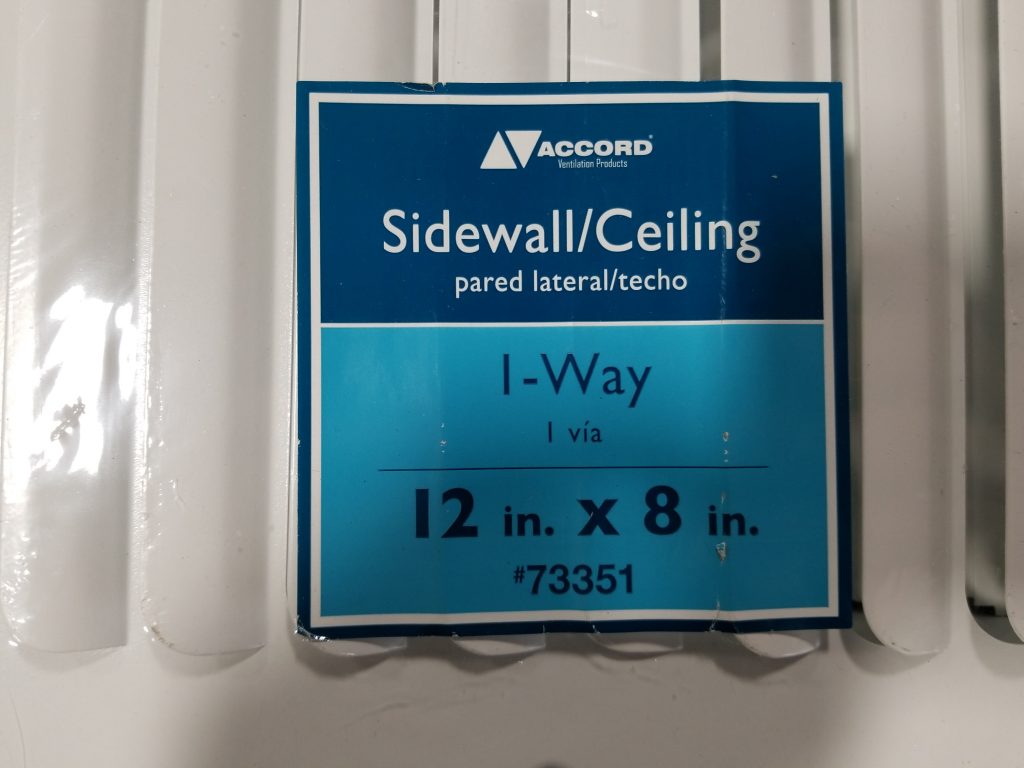 ACCORD®
Ventilation Products
Sidewall/Ceiling
pared lateral/techo
1-Way
1 vía
12 in. x 8 in.
#73351